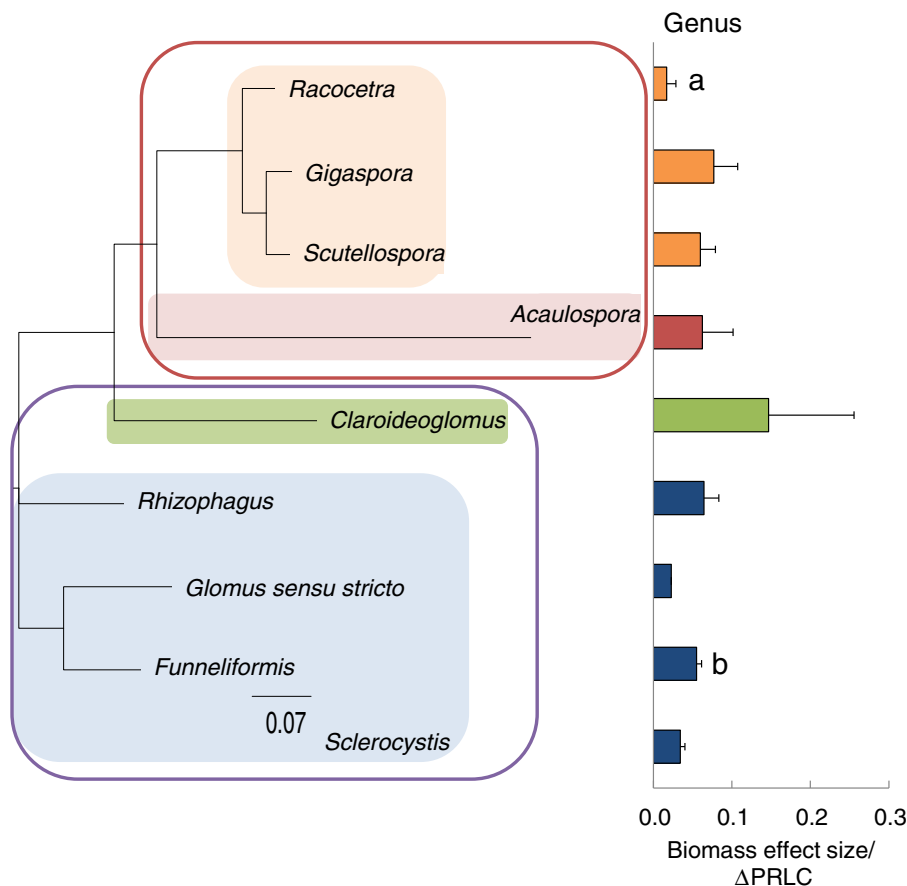 Genus
Racocetra
a
Gigaspora
Scutellospora
Acaulospora
Claroideoglomus
Rhizophagus
Glomus sensu stricto
Funneliformis
b
0.07
Sclerocystis
0.0 0.1 0.2 0.3
Biomass effect size/
ΔPRLC